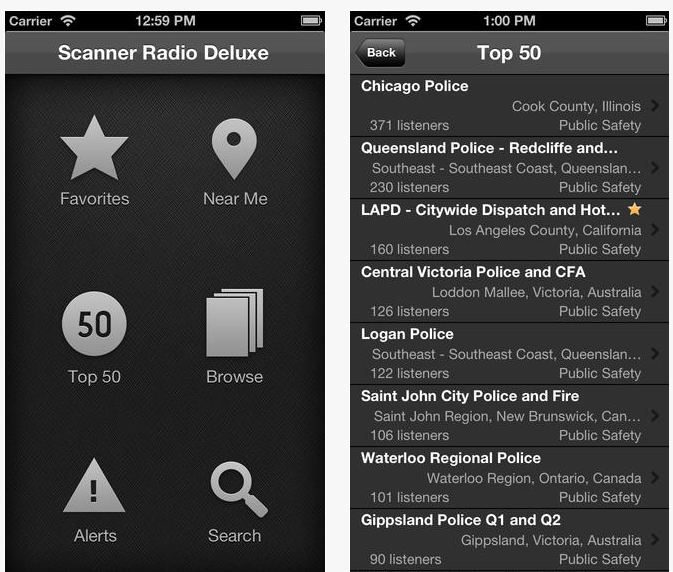 Carrier 12:59 PM
Scanner Radio Deluxe
Favorites Near Me
50
Top 50 Browse
!
Alerts Search
Carrier 1:00 PM
Back Top 50
Chicago Police
Cook County, Illinois
371 listeners Public Safety
Queensland Police - Redcliffe and...
Southeast - Southeast Coast, Queenslan...
230 listeners Public Safety
LAPD - Citywide Dispatch and Hot...
Los Angeles County, California
160 listeners Public Safety
Central Victoria Police and CFA
Loddon Mallee, Victoria, Australia
126 listeners Public Safety
Logan Police
Southeast - Southeast Coast, Queenslan...
122 listeners Public Safety
Saint John City Police and Fire
Saint John Region, New Brunswick, Can...
106 listeners Public Safety
Waterloo Regional Police
Waterloo Region, Ontario, Canada
101 listeners Public Safety
Gippsland Police Q1 and Q2
Gippsland, Victoria, Australia
90 listeners Public Safety